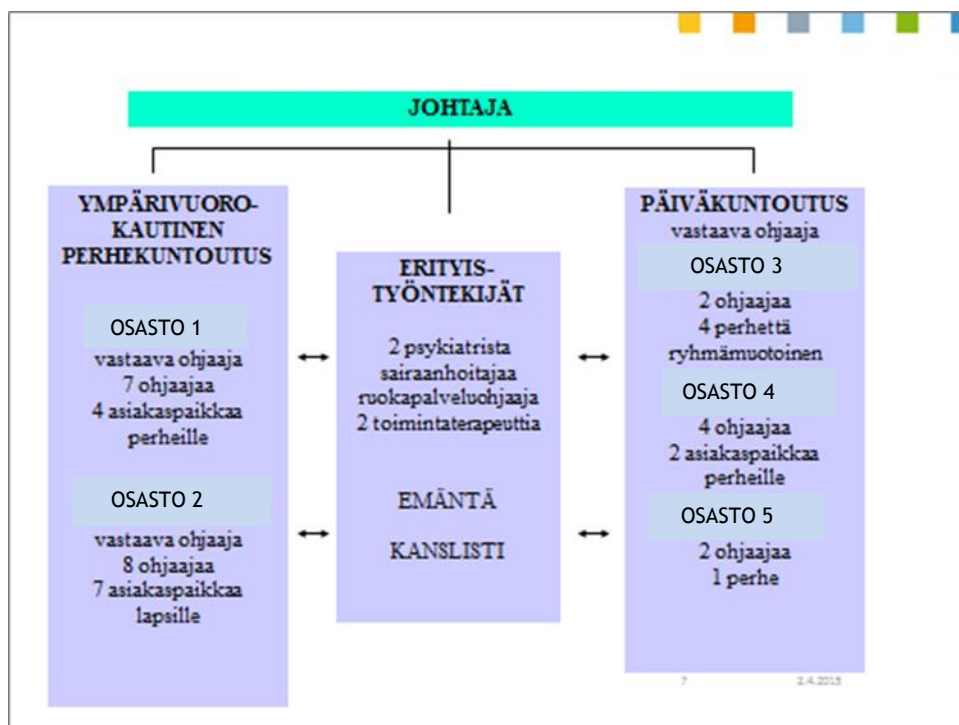 JOHTAJA
YMPÄRIVUORO-
KAUTINEN
PERHEKUNTOUTUS
OSASTO 1
vastaava ohjaaja
7 ohjaajaa
4 asiakaspaikkaa
perheille
OSASTO 2
vastaava ohjaaja
8 ohjaajaa
7 asiakaspaikkaa
lapsille
ERITYIS-
TYÖNTEKIJÄT
2 psykiatrista
sairaanhoitajaa
ruokapalveluohjaaja
2 toimintaterapeuttia
EMÄNTÄ
KANSLISTI
PÄIVÄKUNTOUTUS
vastaava ohjaaja
OSASTO 3
2 ohjaajaa
4 perhettä
ryhmämuotoinen
OSASTO 4
4 ohjaajaa
2 asiakaspaikkaa
perheille
OSASTO 5
2 ohjaajaa
1 perhe
7 2.4.2013